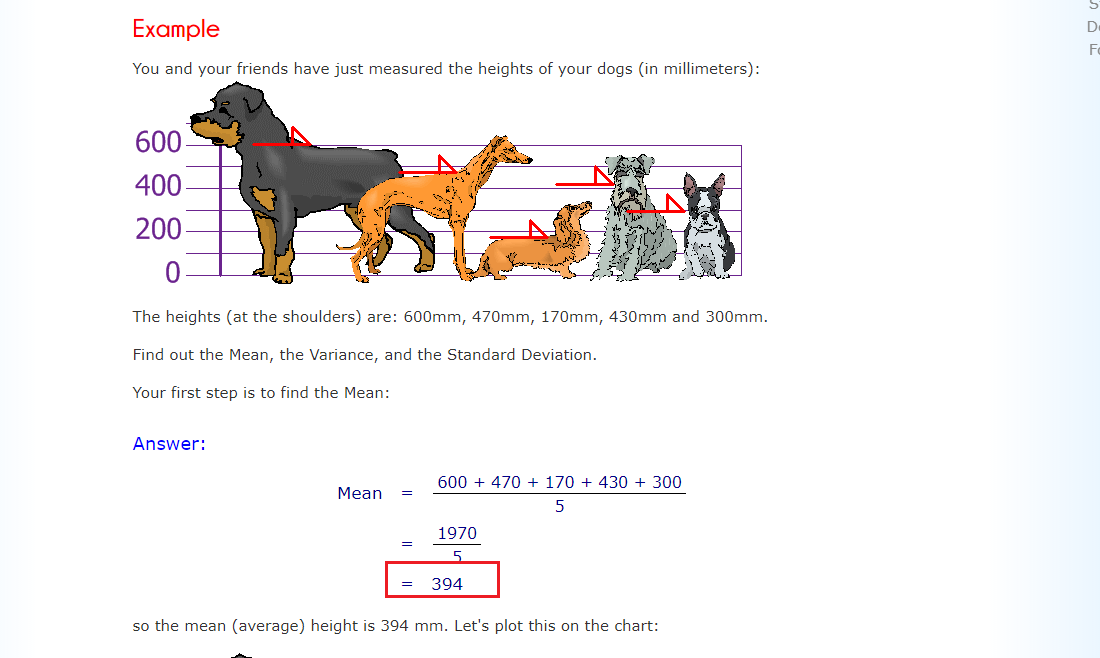 Example
You and your friends have just measured the heights of your dogs (in millimeters):
600
400
200
0
The heights (at the shoulders) are: 600mm, 470mm, 170mm, 430mm and 300mm.
Find out the Mean, the Variance, and the Standard Deviation.
Your first step is to find the Mean:
Answer:
Mean = 600 + 470 + 170 + 430 + 300
5
= 1970
5
= 394
so the mean (average) height is 394 mm. Let's plot this on the chart: